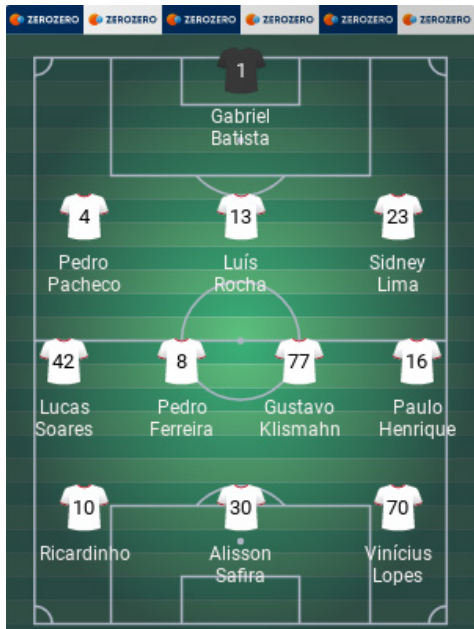 ZEROZERO ZEROZERO ZEROZERO ZEROZERO ZEROZERO ZEROZERO
1
Gabriel
Batista
4 13 23
Pedro Luís Sidney
Pacheco Rocha Lima
42 8 77 16
Lucas Pedro Gustavo Paulo
Soares Ferreira Klismahn Henrique
10 30 70
Ricardinho Alisson Vinícius
Safira Lopes